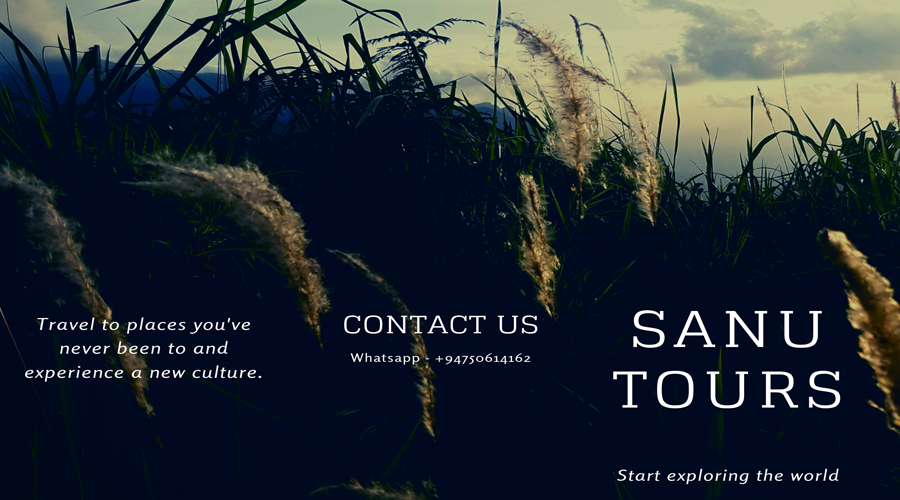 Travel to places you've
never been to and
experience a new culture.
CONTACT US
Whatsapp - +94750614162
SANU
TOURS
Start exploring the world